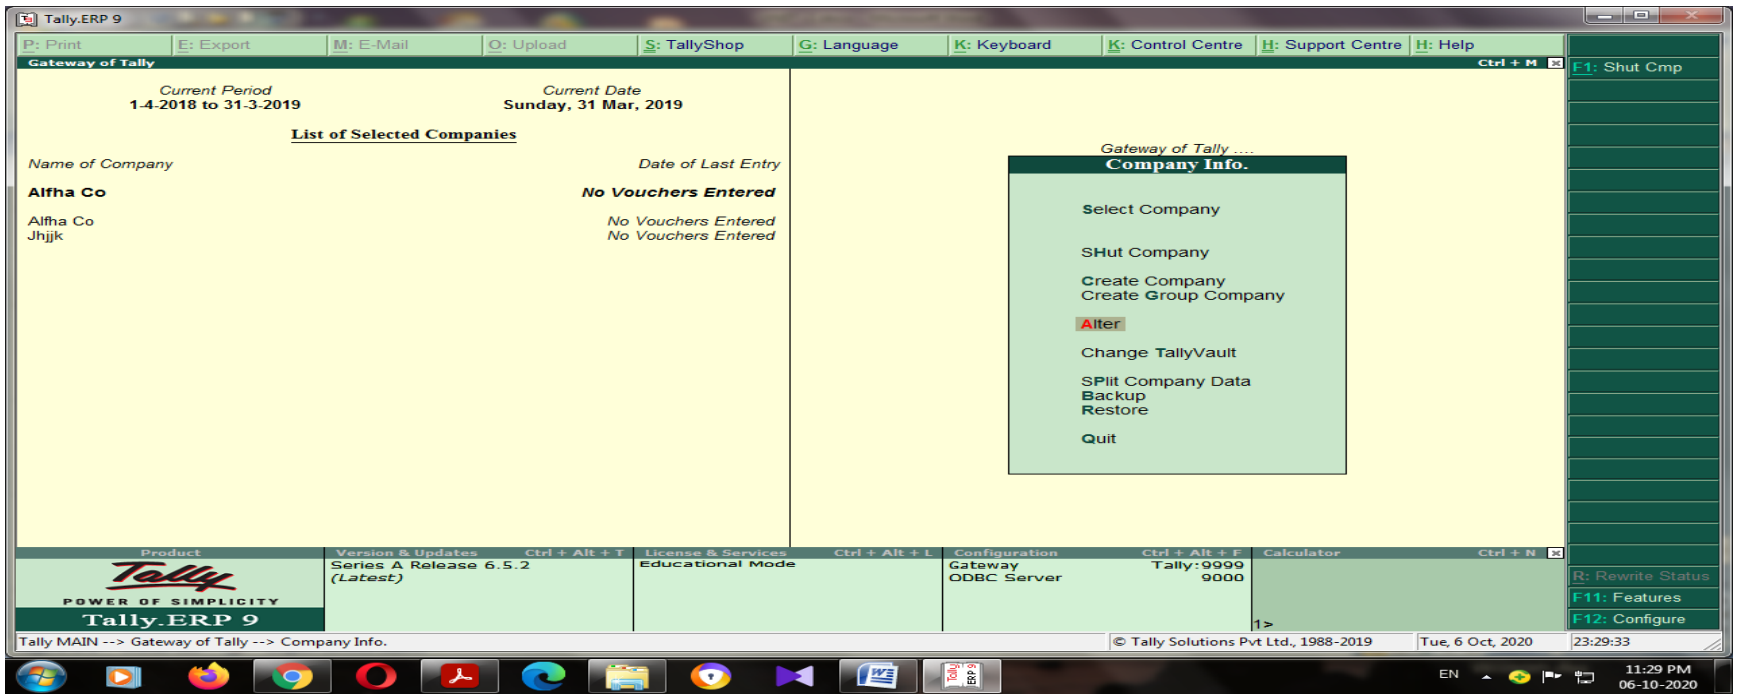 Tally.ERP 9
P: Print E: Export M: E-Mail O: Upload S: TallyShop G: Language K: Keyboard K: Control Centre H: Support Centre H: Help
Gateway of Tally Ctrl + M
F1: Shut Cmp
Current Period Current Date
1-4-2018 to 31-3-2019 Sunday, 31 Mar, 2019
List of Selected Companies
Name of Company Date of Last Entry
Alfha Co No Vouchers Entered
Alfha Co No Vouchers Entered
Jhjjk No Vouchers Entered
Gateway of Tally ....
Company Info.
Select Company
SHut Company
Create Company
Create Group Company
Alter
Change TallyVault
SPlit Company Data
Backup
Restore
Quit
Product Version & Updates Ctrl + Alt + T License & Services Ctrl + Alt + L Configuration Ctrl + Alt + F Calculator Ctrl + N
Tally
POWER OF SIMPLICITY
Tally.ERP 9
Series A Release 6.5.2
(Latest)
Educational Mode
Gateway Tally:9999
ODBC Server 9000
1>
R: Rewrite Status
F11: Features
F12: Configure
Tally MAIN --> Gateway of Tally --> Company Info. © Tally Solutions Pvt Ltd., 1988-2019 Tue, 6 Oct, 2020 23:29:33
Tally
ERP 9
EN 11:29 PM
06-10-2020